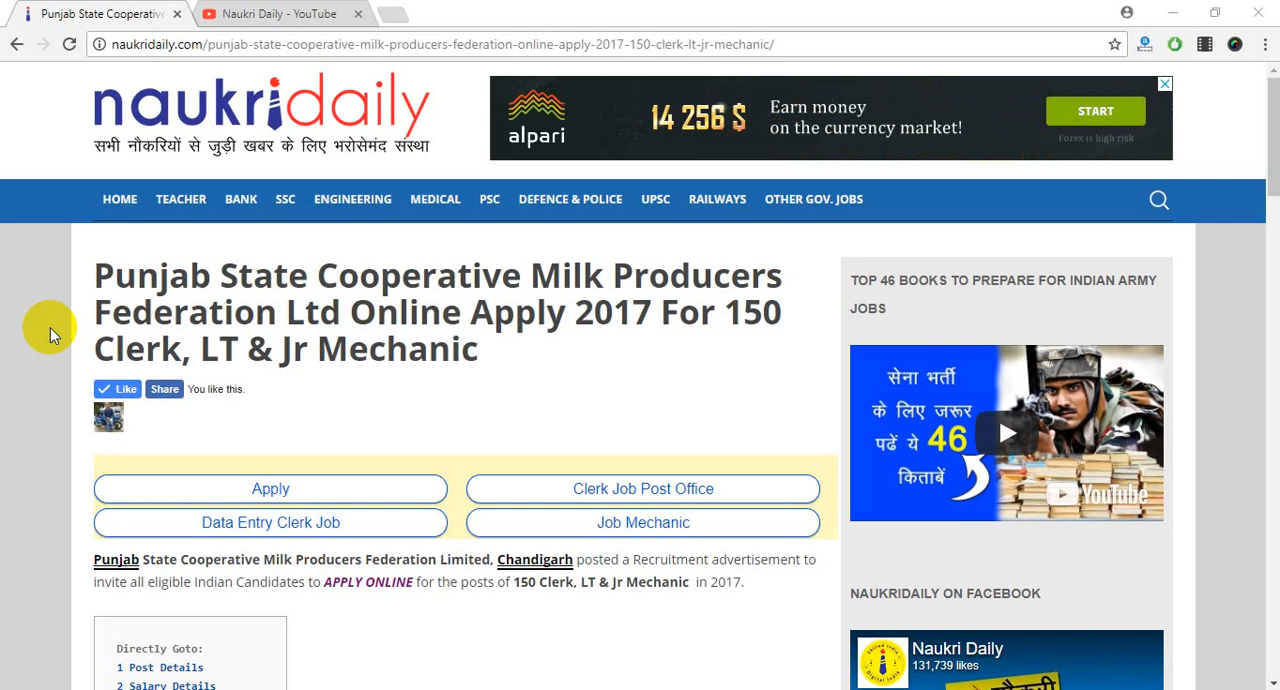 Punjab State Cooperative
Naukri Daily - YouTube
naukridaily.com/punjab-state-cooperative-milk-producers-federation-online-apply-2017-150-clerk-lt-jr-mechanic/
naukridaily
सभी नौकरियों से जुड़ी खबर के लिए भरोसेमंद संस्था
alpari
14 256 $
Earn money
on the currency market!
START
Forex is high risk
HOME TEACHER BANK SSC ENGINEERING MEDICAL PSC DEFENCE & POLICE UPSC RAILWAYS OTHER GOV. JOBS
Punjab State Cooperative Milk Producers
Federation Ltd Online Apply 2017 For 150
Clerk, LT & Jr Mechanic
Like Share You like this.
Apply
Clerk Job Post Office
Data Entry Clerk Job
Job Mechanic
Punjab State Cooperative Milk Producers Federation Limited, Chandigarh posted a Recruitment advertisement to
invite all eligible Indian Candidates to APPLY ONLINE for the posts of 150 Clerk, LT & Jr Mechanic in 2017.
Directly Goto:
1 Post Details
2 Salary Details
TOP 46 BOOKS TO PREPARE FOR INDIAN ARMY
JOBS
सेना भर्ती
के लिए जरूर
पढें ये 46
किताबें
YouTube
NAUKRIDAILY ON FACEBOOK
Naukri Daily
131,739 likes